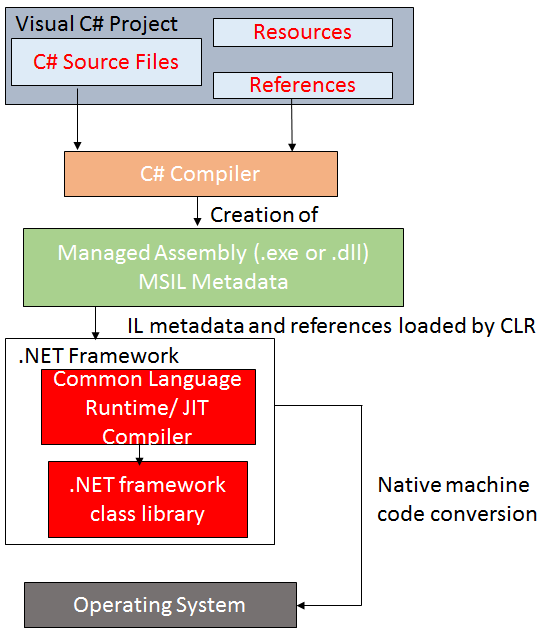 Visual C# Project
Resources
C# Source Files
References
C# Compiler
Creation of
Managed Assembly (.exe or .dll)
MSIL Metadata
IL metadata and references loaded by CLR
.NET Framework
Common Language
Runtime/ JIT
Compiler
.NET framework
class library
Native machine
code conversion
Operating System